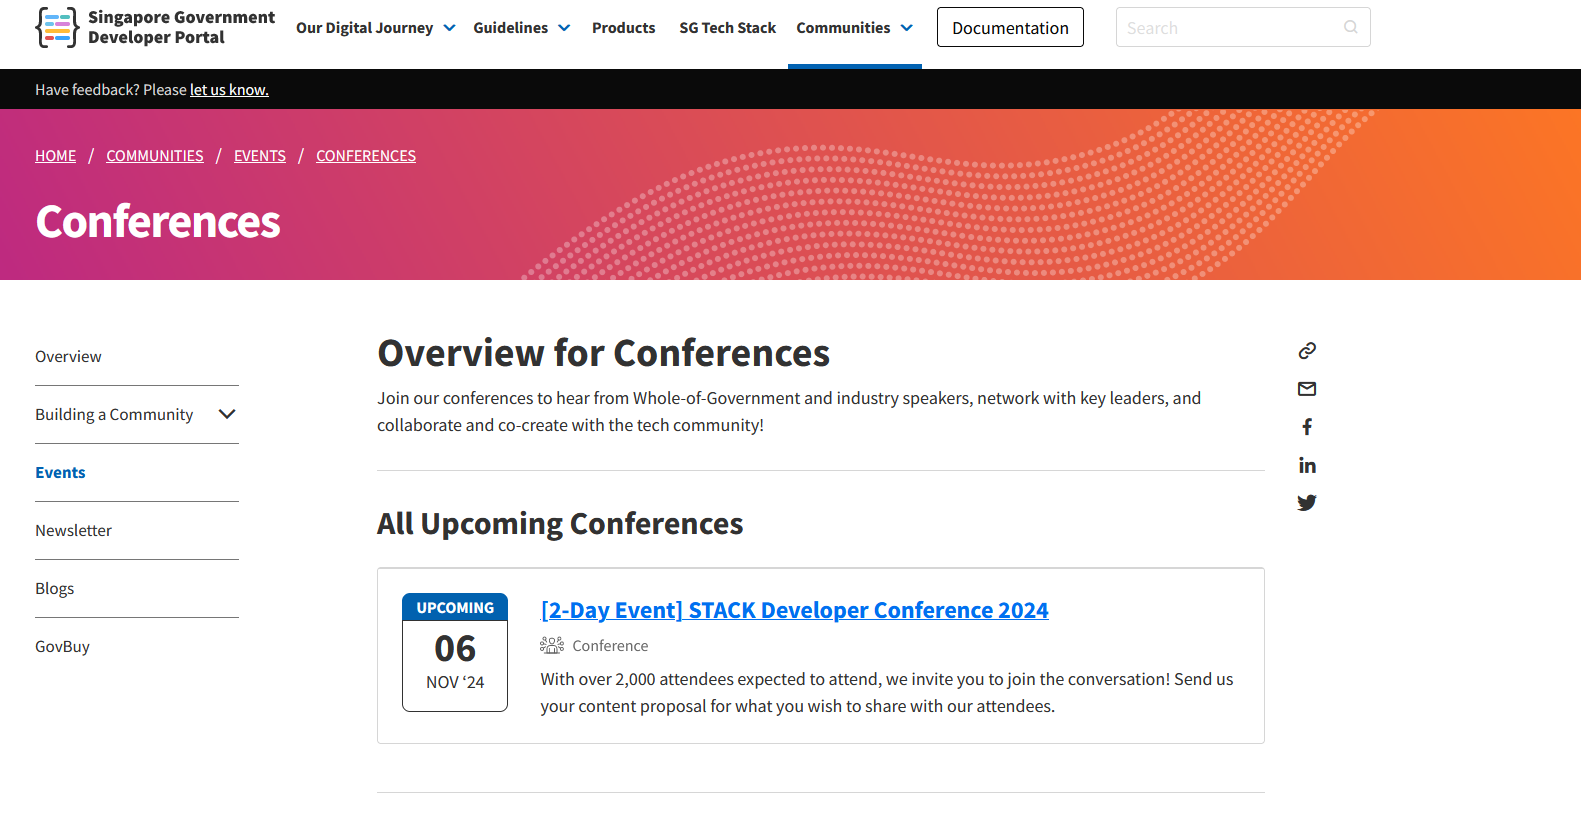 Singapore Government
Developer Portal
Our Digital Journey
Guidelines
Products
SG Tech Stack
Communities
Documentation
Search
Have feedback? Please let us know.
HOME / COMMUNITIES / EVENTS / CONFERENCES
Conferences
Overview
Building a Community
Events
Newsletter
Blogs
GovBuy
Overview for Conferences
Join our conferences to hear from Whole-of-Government and industry speakers, network with key leaders, and
collaborate and co-create with the tech community!
All Upcoming Conferences
UPCOMING
06
NOV ‘24
[2-Day Event] STACK Developer Conference 2024
Conference
With over 2,000 attendees expected to attend, we invite you to join the conversation! Send us
your content proposal for what you wish to share with our attendees.